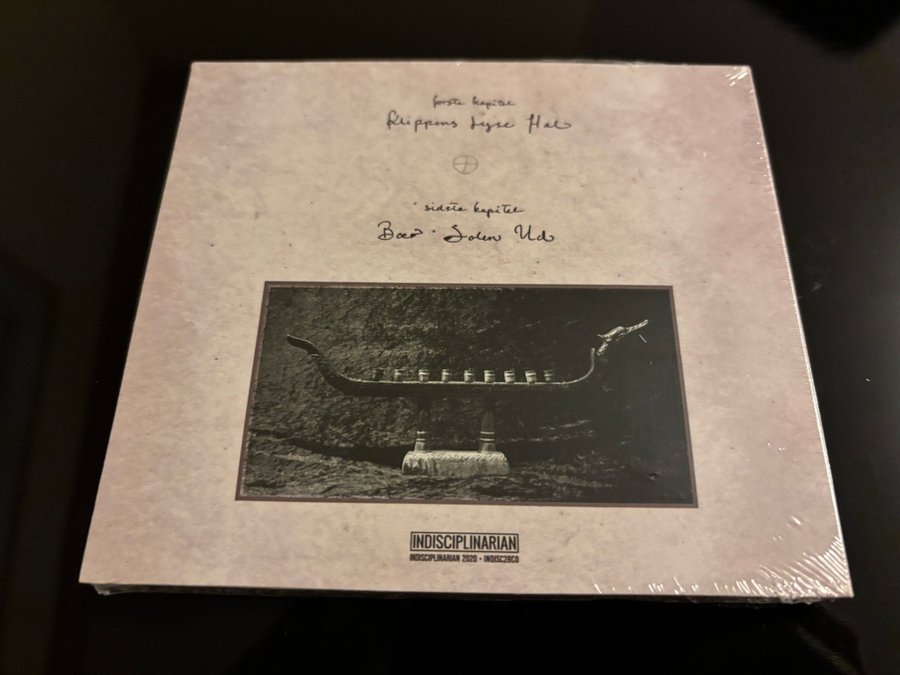 første kapitel
Klippens Lyse Hal
sidste kapitel
Bær Solen Ud
INDISCIPLINARIAN
INDISCIPLINARIAN 2020 • INDISC28CD